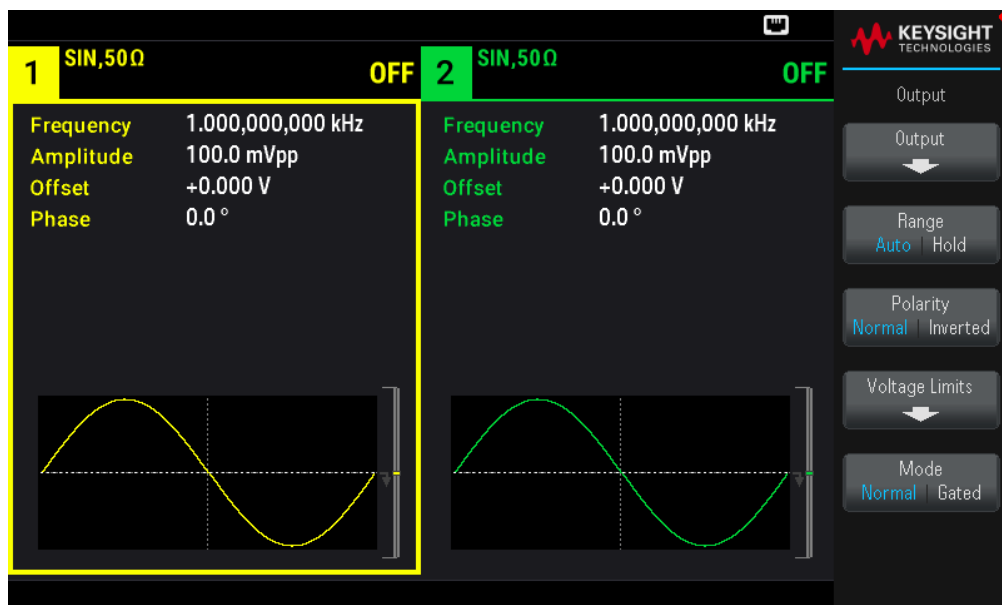 1 SIN,50Ω OFF
Frequency 1.000,000,000 kHz
Amplitude 100.0 mVpp
Offset +0.000 V
Phase 0.0 °
2 SIN,50Ω OFF
Frequency 1.000,000,000 kHz
Amplitude 100.0 mVpp
Offset +0.000 V
Phase 0.0 °
KEYSIGHT
TECHNOLOGIES
Output
Output
Range
Auto | Hold
Polarity
Normal | Inverted
Voltage Limits
Mode
Normal | Gated